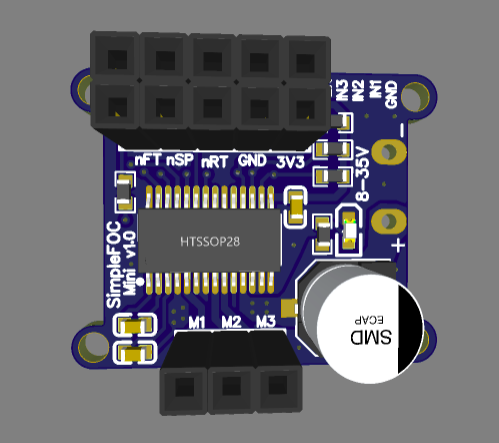 IN3
IN2
IN1
GND
nFT nSP nRT GND 3V3
8-35V
-
+
HTSSOP28
SimpleFOC
Mini v1.0
M1 M2 M3
SMD
ECAP